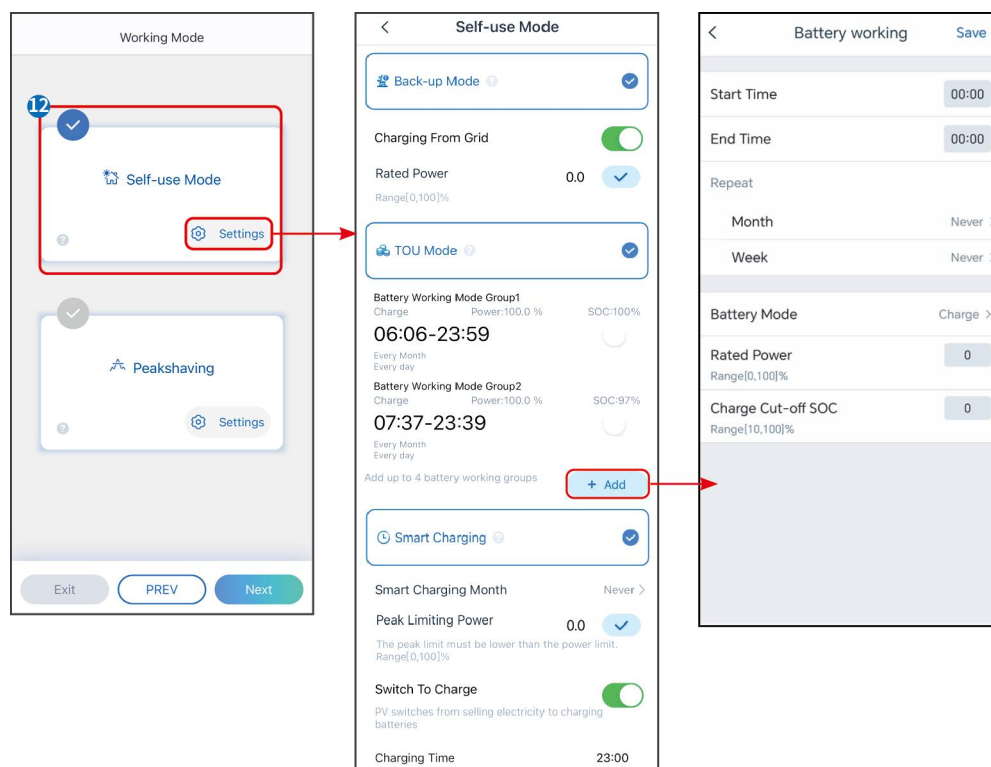 Working Mode
12
Self-use Mode
Settings
Peakshaving
Settings
Exit
PREV
Next
Self-use Mode
Back-up Mode
Charging From Grid
Rated Power 0.0
Range[0,100]%
TOU Mode
Battery Working Mode Group1
Charge Power:100.0 % SOC:100%
06:06-23:59
Every Month
Every day
Battery Working Mode Group2
Charge Power:100.0 % SOC:97%
07:37-23:39
Every Month
Every day
Add up to 4 battery working groups + Add
Smart Charging
Smart Charging Month Never >
Peak Limiting Power 0.0
The peak limit must be lower than the power limit.
Range[0,100]%
Switch To Charge
PV switches from selling electricity to charging
batteries
Charging Time 23:00
Battery working Save
Start Time 00:00
End Time 00:00
Repeat
Month Never
Week Never
Battery Mode Charge >
Rated Power 0
Range[0,100]%
Charge Cut-off SOC 0
Range[10,100]%